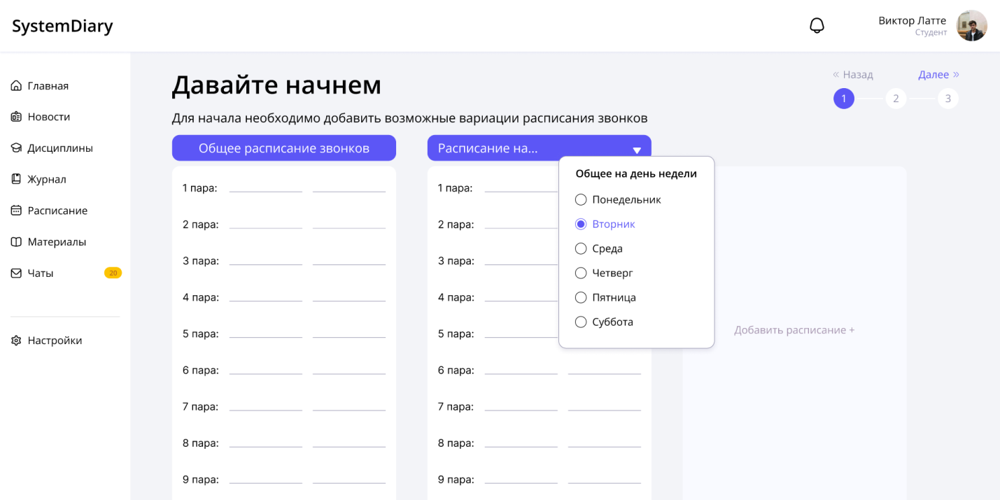 SystemDiary
Виктор Латте
Студент
Главная
Новости
Дисциплины
Журнал
Расписание
Материалы
Чаты
20
Настройки
Давайте начнем
Для начала необходимо добавить возможные вариации расписания звонков
« Назад
Далее »
1
2
3
Общее расписание звонков
1 пара:
2 пара:
3 пара:
4 пара:
5 пара:
6 пара:
7 пара:
8 пара:
9 пара:
Расписание на...
1 пара:
2 пара:
3 пара:
4 пара:
5 пара:
6 пара:
7 пара:
8 пара:
9 пара:
Общее на день недели
Понедельник
Вторник
Среда
Четверг
Пятница
Суббота
Добавить расписание +